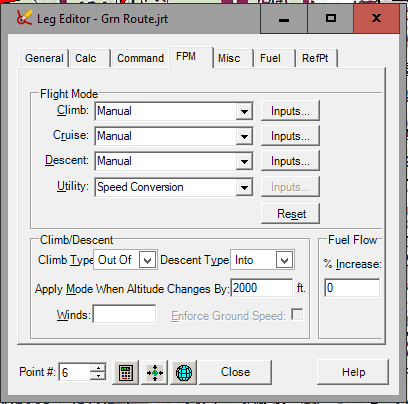 Leg Editor - Grn Route.jrt
General Calc Command FPM Misc Fuel RefPt
Flight Mode
Climb: Manual Inputs...
Cruise: Manual Inputs...
Descent: Manual Inputs...
Utility: Speed Conversion Inputs...
Reset
Climb/Descent Fuel Flow
Climb Type Out Of Descent Type Into % Increase:
Apply Mode When Altitude Changes By: 2000 ft. 0
Winds: Enforce Ground Speed:
Point #: 6 Close Help